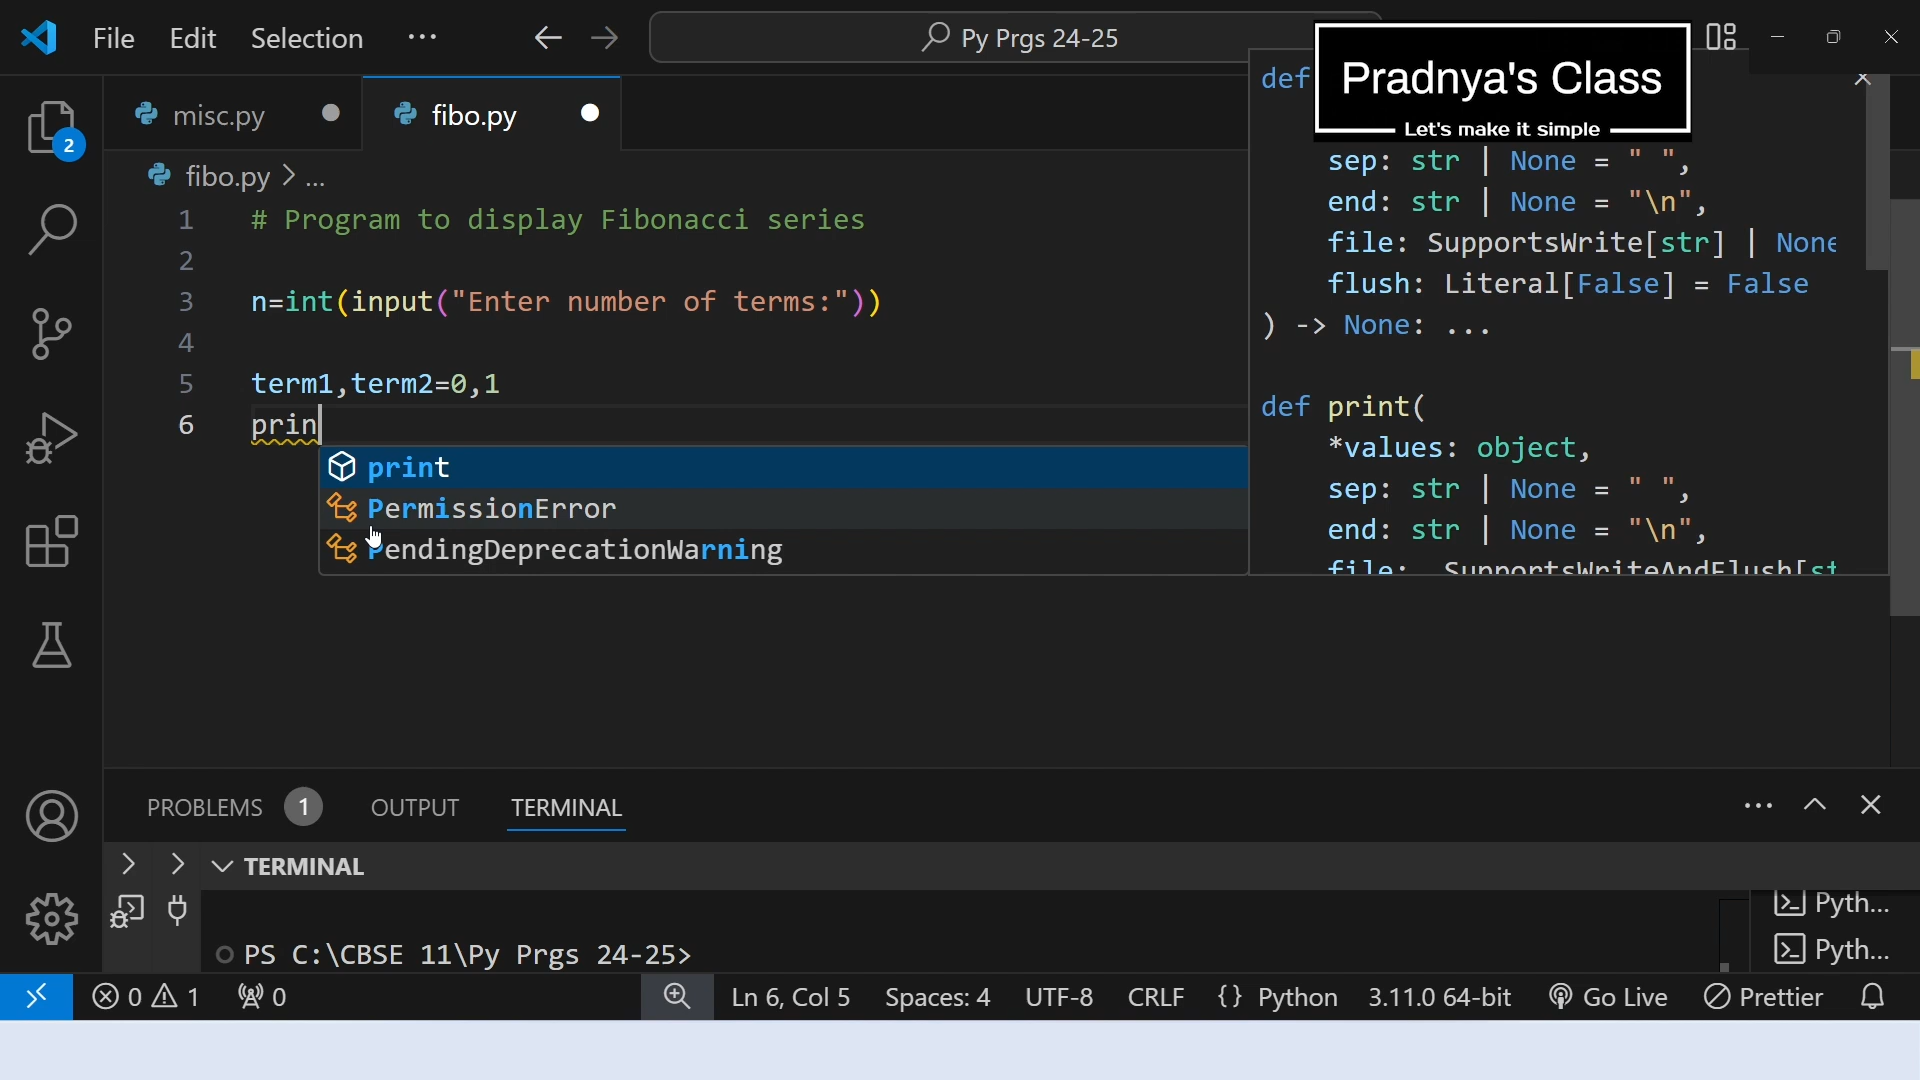 File Edit Selection ...
Py Prgs 24-25
Pradnya's Class
Let's make it simple
misc.py
fibo.py
2
fibo.py > ...
1 # Program to display Fibonacci series
2
3 n=int(input("Enter number of terms:"))
4
5 term1,term2=0,1
6 prin
print
PermissionError
PendingDeprecationWarning
def
sep: str | None = " ",
end: str | None = "\n",
file: SupportsWrite[str] | None
flush: Literal[False] = False
) -> None: ...
def print(
*values: object,
sep: str | None = " ",
end: str | None = "\n",
file: _SupportsWriteAndFlush[st
PROBLEMS 1 OUTPUT TERMINAL
TERMINAL
PS C:\CBSE 11\Py Prgs 24-25>
Pyth...
Pyth...
0 1 0
Ln 6, Col 5 Spaces: 4 UTF-8 CRLF {} Python 3.11.0 64-bit Go Live Prettier